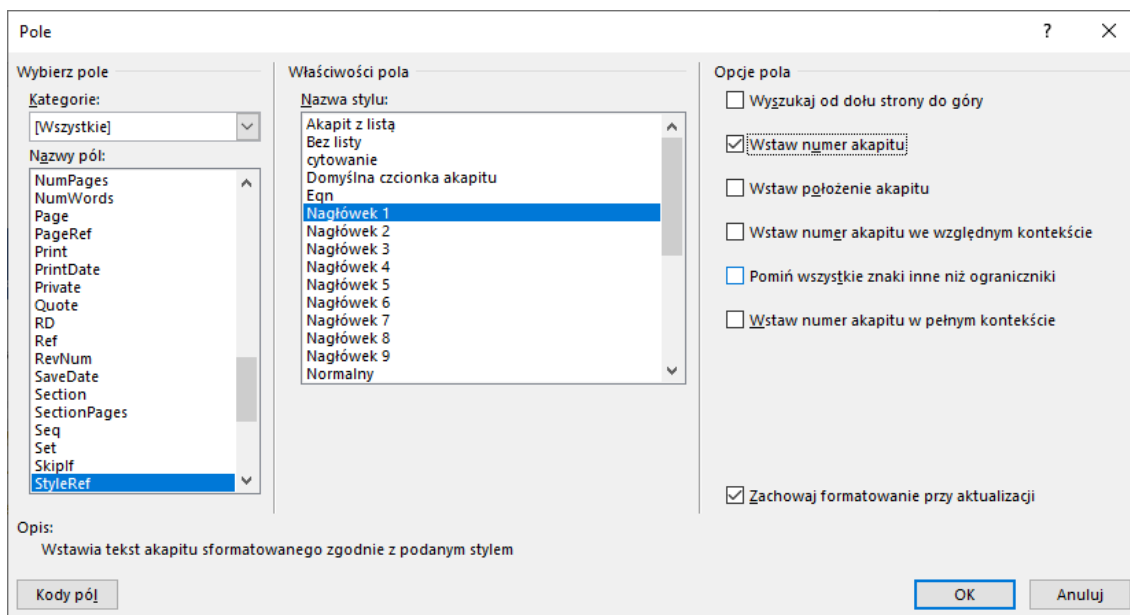 Pole
Wybierz pole
Kategorie:
[Wszystkie]
Nazwy pól:
NumPages
NumWords
Page
PageRef
Print
PrintDate
Private
Quote
RD
Ref
RevNum
SaveDate
Section
SectionPages
Seq
Set
SkipIf
StyleRef
Właściwości pola
Nazwa stylu:
Akapit z listą
Bez listy
cytowanie
Domyślna czcionka akapitu
Eqn
Nagłówek 1
Nagłówek 2
Nagłówek 3
Nagłówek 4
Nagłówek 5
Nagłówek 6
Nagłówek 7
Nagłówek 8
Nagłówek 9
Normalny
Opcje pola
Wyszukaj od dołu strony do góry
Wstaw numer akapitu
Wstaw położenie akapitu
Wstaw numer akapitu we względnym kontekście
Pomiń wszystkie znaki inne niż ograniczniki
Wstaw numer akapitu w pełnym kontekście
Zachowaj formatowanie przy aktualizacji
Opis:
Wstawia tekst akapitu sformatowanego zgodnie z podanym stylem
Kody pól
OK
Anuluj